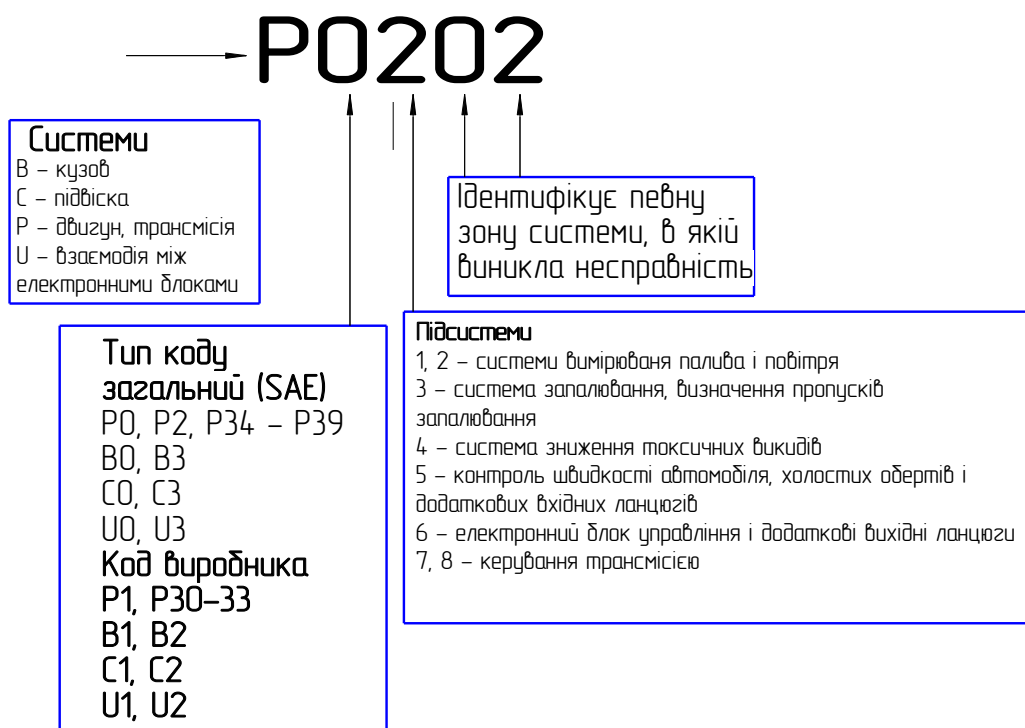 P0202
Системи
B – кузов
C – підвіска
P – двигун, трансмісія
U – взаємодія між
електронними блоками
Ідентифікує певну
зону системи, в якій
виникла несправність
Тип коду
загальний (SAE)
P0, P2, P34 – P39
B0, B3
C0, C3
U0, U3
Код виробника
P1, P30–33
B1, B2
C1, C2
U1, U2
Підсистеми
1, 2 – системи вимірюваня палива і повітря
3 – система запалювання, визначення пропусків
запалювання
4 – система зниження токсичних викидів
5 – контроль швидкості автомобіля, холостих обертів і
додаткових вхідних ланцюгів
6 – електронний блок управління і додаткові вихідні ланцюги
7, 8 – керування трансмісією